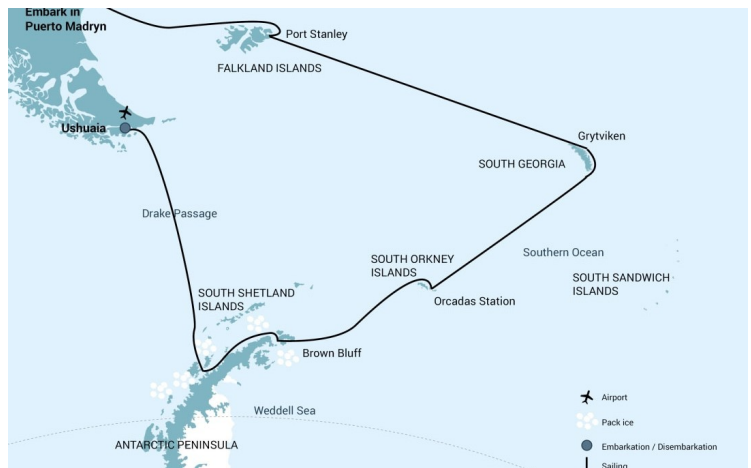 Embark in
Puerto Madryn
Port Stanley
FALKLAND ISLANDS
Ushuaia
Grytviken
SOUTH GEORGIA
Drake Passage
SOUTH ORKNEY
ISLANDS
Southern Ocean
SOUTH SANDWICH
ISLANDS
SOUTH SHETLAND
ISLANDS
Orcadas Station
Brown Bluff
Airport
Weddell Sea
Pack ice
ANTARCTIC PENINSULA
Embarkation / Disembarkation
Sailing